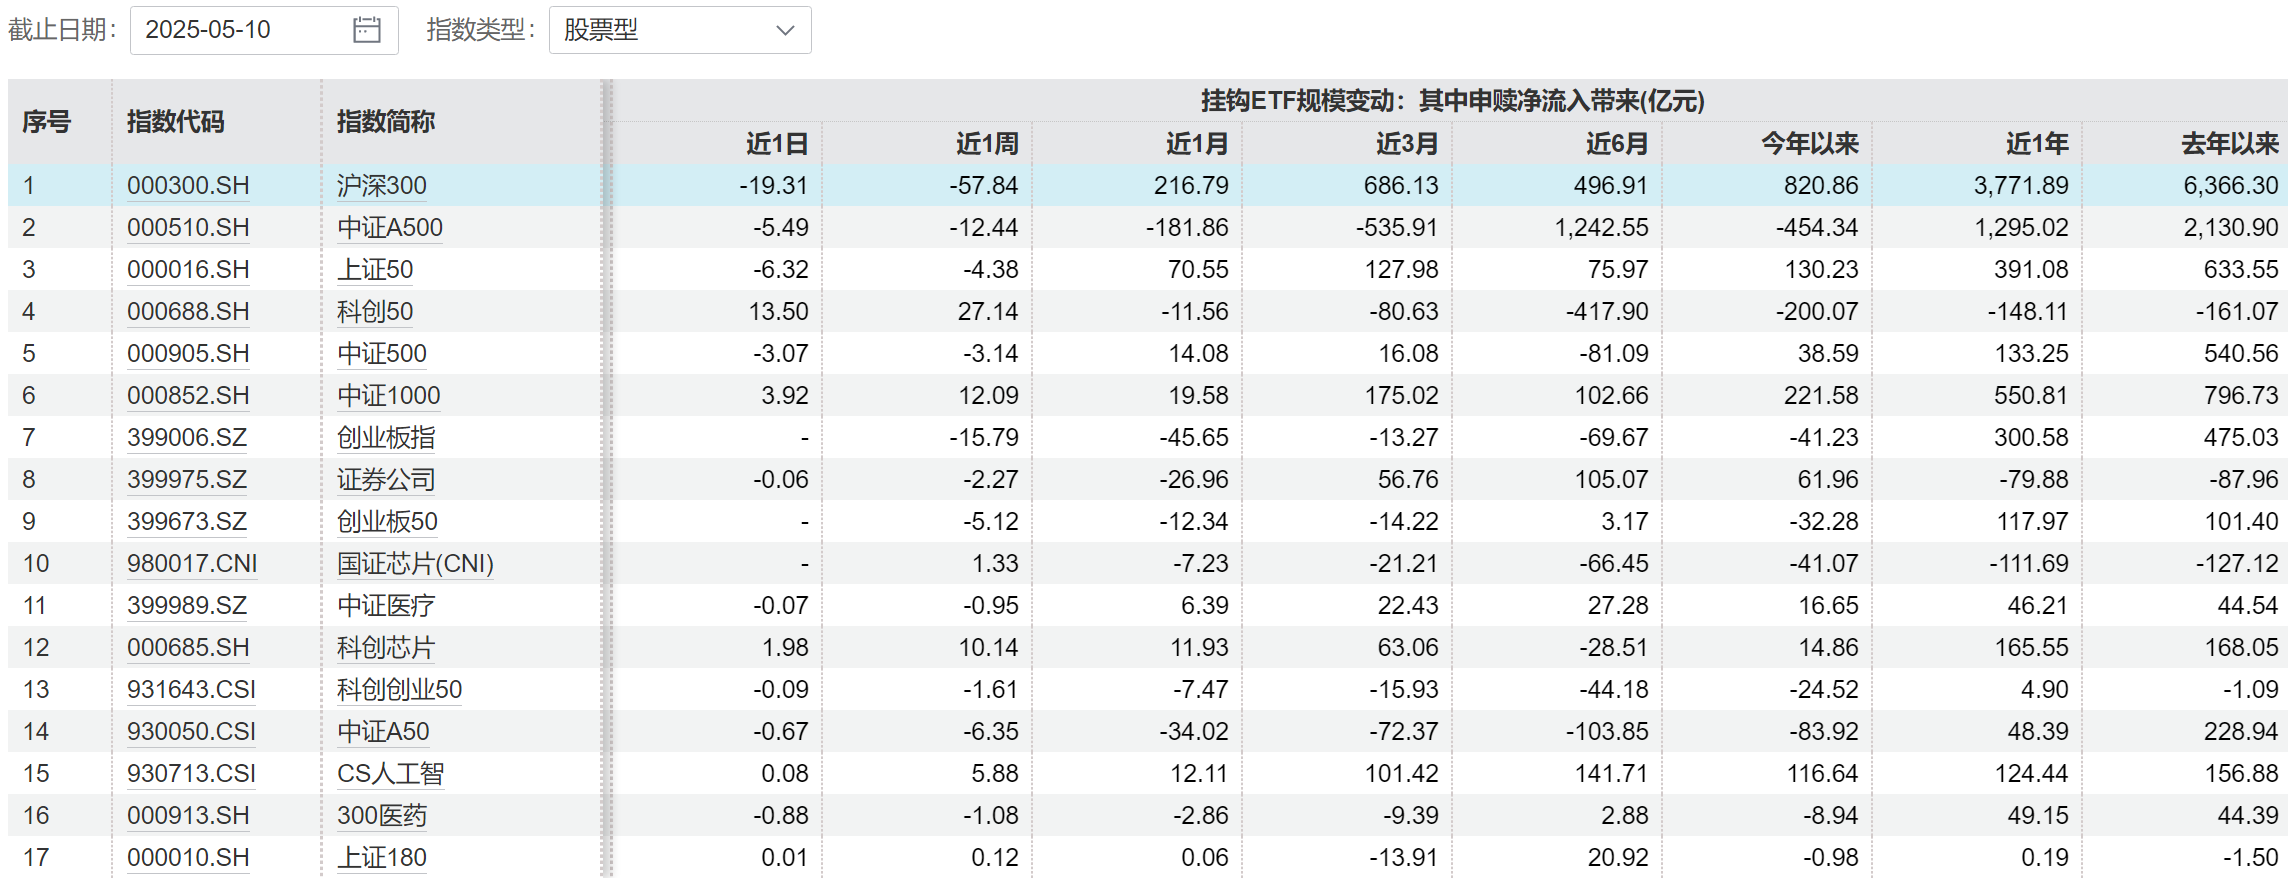 截止日期： 2025-05-10 指数类型： 股票型
挂钩ETF规模变动：其中申赎净流入带来(亿元)
序号 指数代码 指数简称 近1日 近1周 近1月 近3月 近6月 今年以来 近1年 去年以来
1 000300.SH 沪深300 -19.31 -57.84 216.79 686.13 496.91 820.86 3,771.89 6,366.30
2 000510.SH 中证A500 -5.49 -12.44 -181.86 -535.91 1,242.55 -454.34 1,295.02 2,130.90
3 000016.SH 上证50 -6.32 -4.38 70.55 127.98 75.97 130.23 391.08 633.55
4 000688.SH 科创50 13.50 27.14 -11.56 -80.63 -417.90 -200.07 -148.11 -161.07
5 000905.SH 中证500 -3.07 -3.14 14.08 16.08 -81.09 38.59 133.25 540.56
6 000852.SH 中证1000 3.92 12.09 19.58 175.02 102.66 221.58 550.81 796.73
7 399006.SZ 创业板指 - -15.79 -45.65 -13.27 -69.67 -41.23 300.58 475.03
8 399975.SZ 证券公司 -0.06 -2.27 -26.96 56.76 105.07 61.96 -79.88 -87.96
9 399673.SZ 创业板50 - -5.12 -12.34 -14.22 3.17 -32.28 117.97 101.40
10 980017.CNI 国证芯片(CNI) - 1.33 -7.23 -21.21 -66.45 -41.07 -111.69 -127.12
11 399989.SZ 中证医疗 -0.07 -0.95 6.39 22.43 27.28 16.65 46.21 44.54
12 000685.SH 科创芯片 1.98 10.14 11.93 63.06 -28.51 14.86 165.55 168.05
13 931643.CSI 科创创业50 -0.09 -1.61 -7.47 -15.93 -44.18 -24.52 4.90 -1.09
14 930050.CSI 中证A50 -0.67 -6.35 -34.02 -72.37 -103.85 -83.92 48.39 228.94
15 930713.CSI CS人工智 0.08 5.88 12.11 101.42 141.71 116.64 124.44 156.88
16 000913.SH 300医药 -0.88 -1.08 -2.86 -9.39 2.88 -8.94 49.15 44.39
17 000010.SH 上证180 0.01 0.12 0.06 -13.91 20.92 -0.98 0.19 -1.50